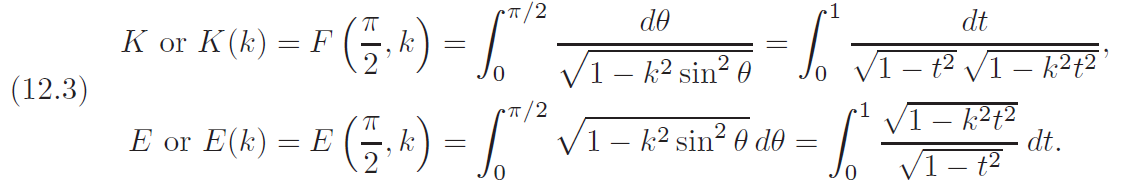 K or K(k) = F(π/2, k) = ∫₀^{π/2} dθ/√(1 − k² sin² θ) = ∫₀¹ dt/(√(1 − t²) √(1 − k²t²)),
(12.3)
E or E(k) = E(π/2, k) = ∫₀^{π/2} √(1 − k² sin² θ) dθ = ∫₀¹ √(1 − k²t²)/√(1 − t²) dt.